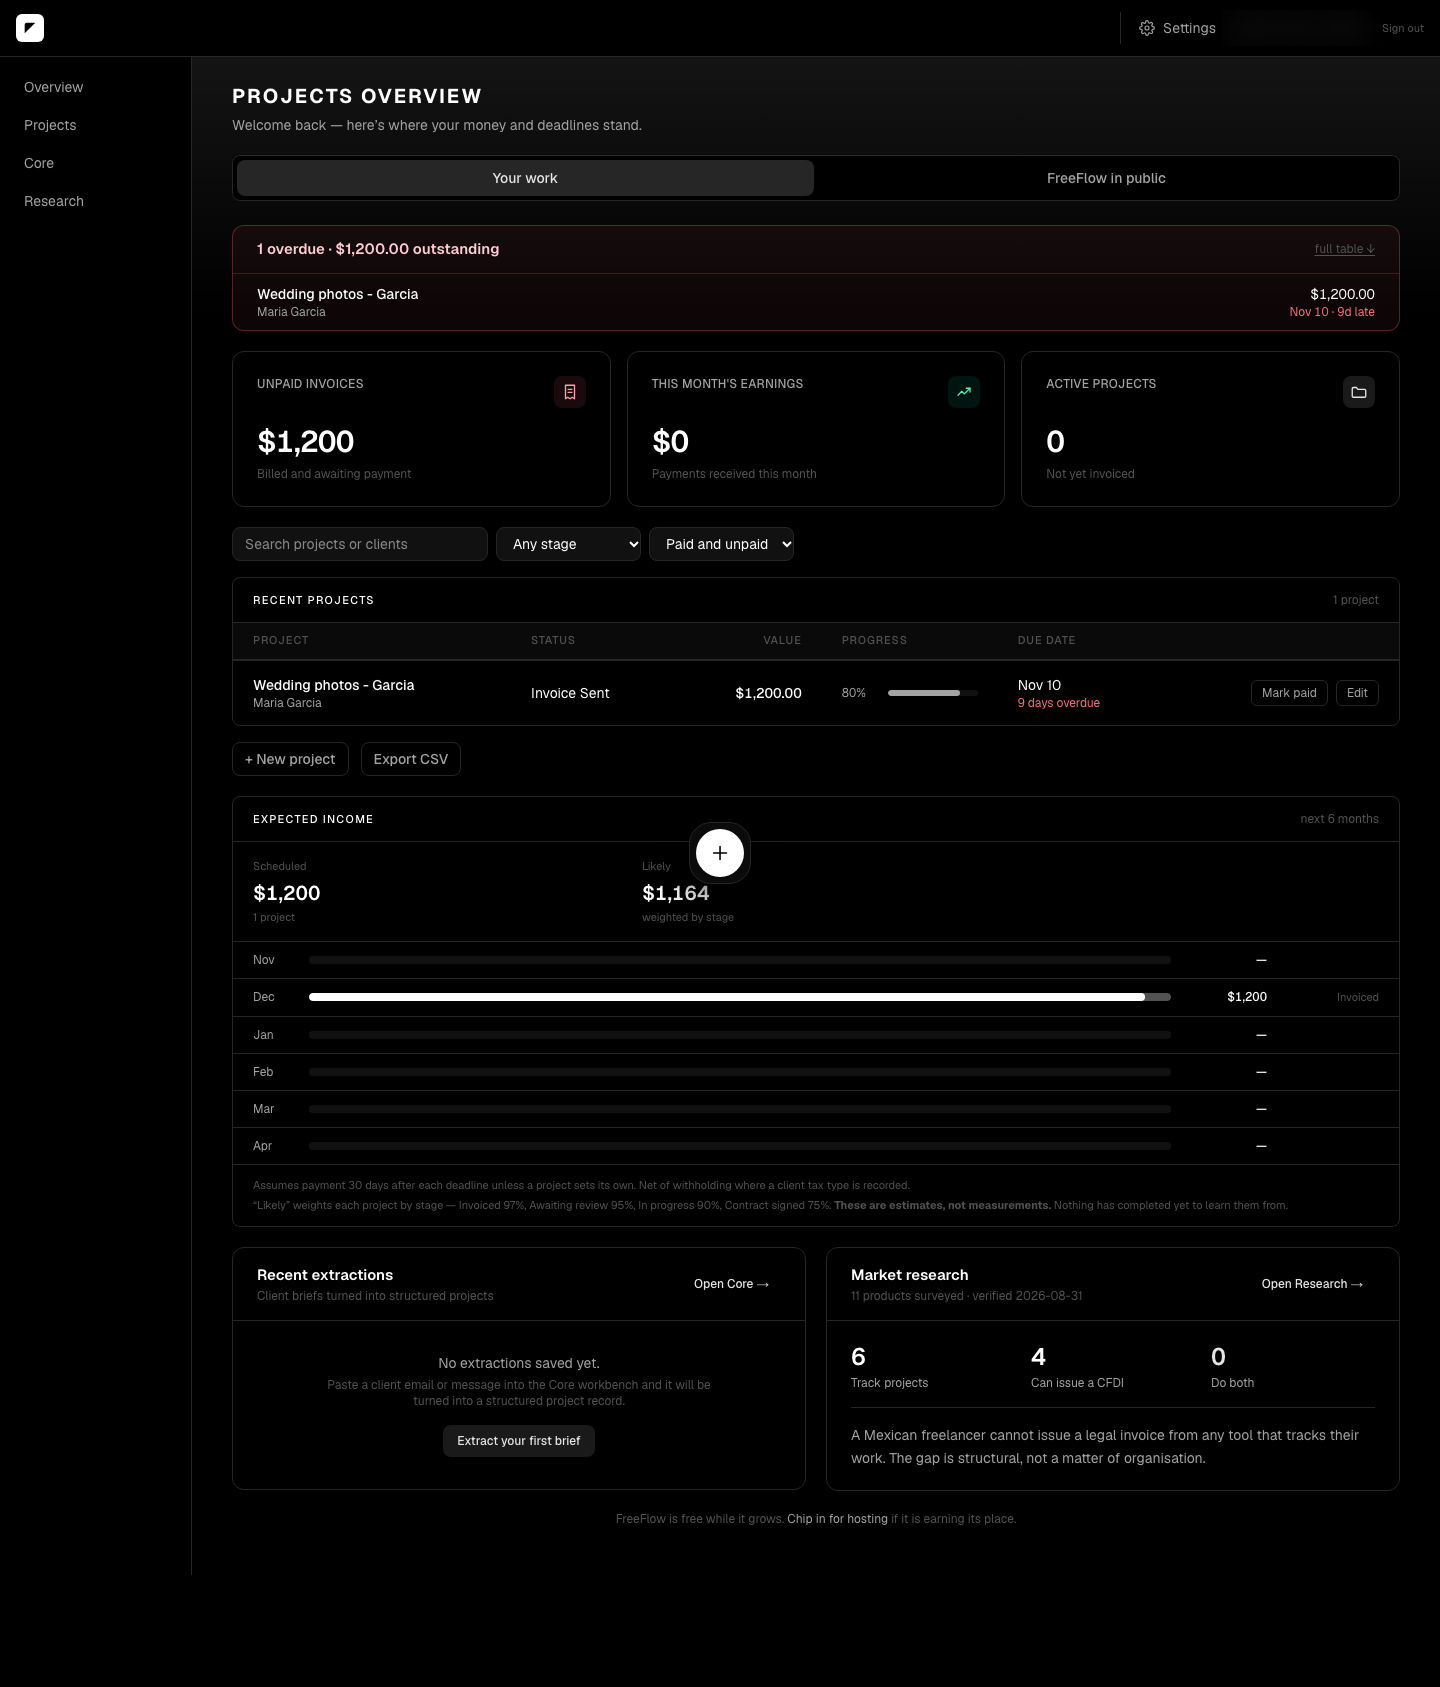 Settings
Sign out
Overview
Projects
Core
Research
PROJECTS OVERVIEW
Welcome back — here's where your money and deadlines stand.
Your work
FreeFlow in public
1 overdue · $1,200.00 outstanding
full table ↓
Wedding photos - Garcia
$1,200.00
Maria Garcia
Nov 10 · 9d late
UNPAID INVOICES
$1,200
Billed and awaiting payment
THIS MONTH'S EARNINGS
$0
Payments received this month
ACTIVE PROJECTS
0
Not yet invoiced
Search projects or clients
Any stage
Paid and unpaid
RECENT PROJECTS
1 project
PROJECT STATUS VALUE PROGRESS DUE DATE
Wedding photos - Garcia
Maria Garcia
Invoice Sent
$1,200.00
80%
Nov 10
9 days overdue
Mark paid
Edit
+ New project
Export CSV
EXPECTED INCOME
next 6 months
Scheduled
$1,200
1 project
Likely
$1,164
weighted by stage
Nov —
Dec $1,200 Invoiced
Jan —
Feb —
Mar —
Apr —
Assumes payment 30 days after each deadline unless a project sets its own. Net of withholding where a client tax type is recorded.
“Likely” weights each project by stage — Invoiced 97%, Awaiting review 95%, In progress 90%, Contract signed 75%. These are estimates, not measurements. Nothing has completed yet to learn them from.
Recent extractions
Client briefs turned into structured projects
Open Core →
No extractions saved yet.
Paste a client email or message into the Core workbench and it will be
turned into a structured project record.
Extract your first brief
Market research
11 products surveyed · verified 2026-08-31
Open Research →
6
Track projects
4
Can issue a CFDI
0
Do both
A Mexican freelancer cannot issue a legal invoice from any tool that tracks their
work. The gap is structural, not a matter of organisation.
FreeFlow is free while it grows. Chip in for hosting if it is earning its place.